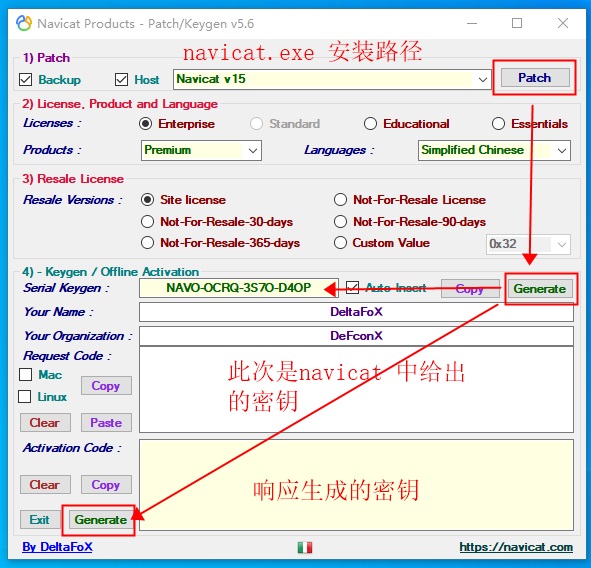 Navicat Products - Patch/Keygen v5.6
navicat.exe 安装路径
1) Patch
Backup
Host
Navicat v15
Patch
2) License, Product and Language
Licenses :
Enterprise
Standard
Educational
Essentials
Products :
Premium
Languages :
Simplified Chinese
3) Resale License
Resale Versions :
Site license
Not-For-Resale License
Not-For-Resale-30-days
Not-For-Resale-90-days
Not-For-Resale-365-days
Custom Value
0x32
4) - Keygen / Offline Activation
Serial Keygen :
NAVO-OCRQ-3S7O-D4OP
Auto Insert
Copy
Generate
Your Name :
DeltaFoX
Your Organization :
DeFconX
Request Code :
Mac
Linux
Copy
Clear
Paste
此次是navicat 中给出
的密钥
Activation Code :
Clear
Copy
响应生成的密钥
Exit
Generate
By DeltaFoX
https://navicat.com